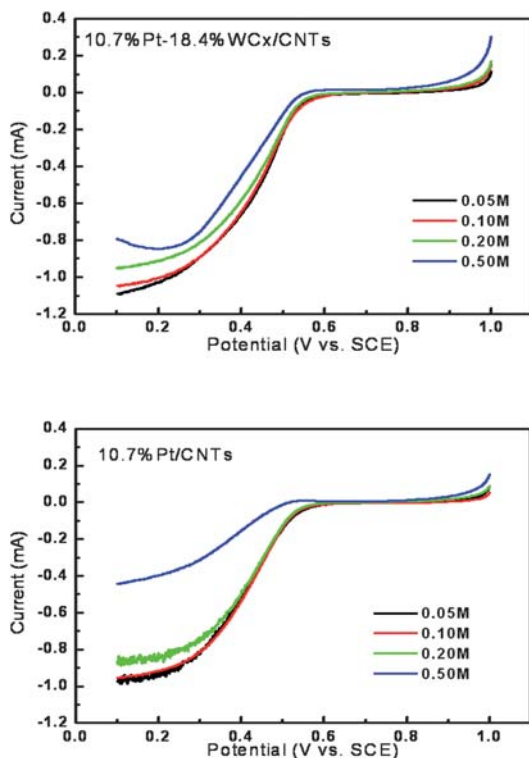 0.4
10.7%Pt-18.4%WCx/CNTs
0.2
0.0
-0.2
-0.4
-0.6
-0.8
-1.0
-1.2
Current (mA)
0.05M
0.10M
0.20M
0.50M
0.0 0.2 0.4 0.6 0.8 1.0
Potential (V vs. SCE)
0.4
10.7%Pt/CNTs
0.2
0.0
-0.2
-0.4
-0.6
-0.8
-1.0
-1.2
Current (mA)
0.05M
0.10M
0.20M
0.50M
0.0 0.2 0.4 0.6 0.8 1.0
Potential (V vs. SCE)